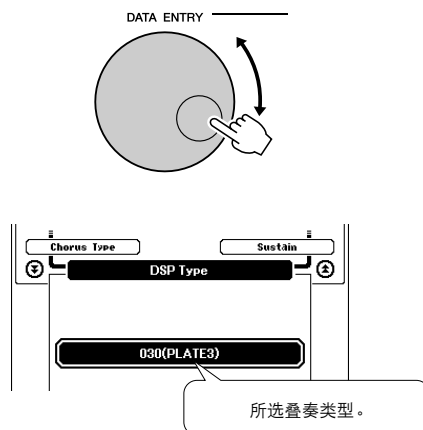 DATA ENTRY
Chorus Type
Sustain
DSP Type
030(PLATE3)
所选叠奏类型。